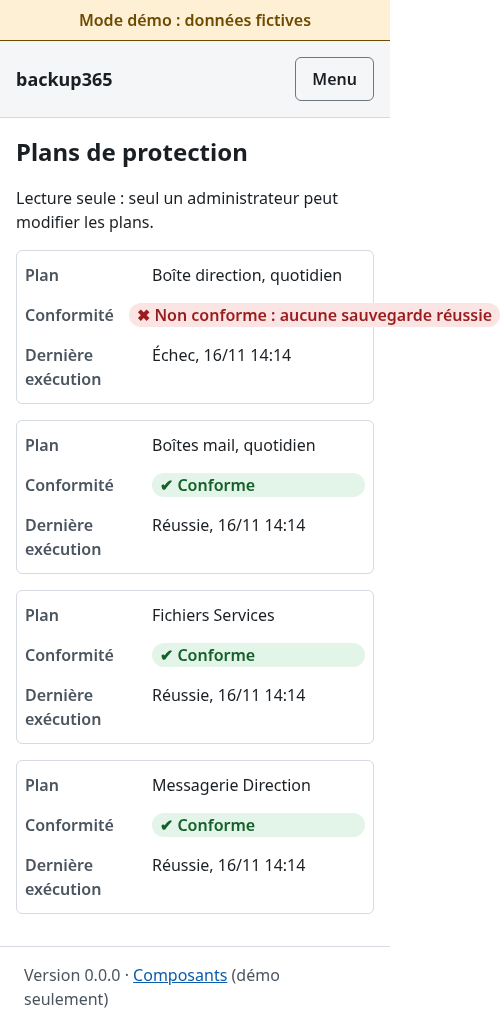 Mode démo : données fictives
backup365
Menu
Plans de protection
Lecture seule : seul un administrateur peut
modifier les plans.
Plan Boîte direction, quotidien
Conformité ✖ Non conforme : aucune sauvegarde réussie
Dernière Échec, 16/11 14:14
exécution
Plan Boîtes mail, quotidien
Conformité ✔ Conforme
Dernière Réussie, 16/11 14:14
exécution
Plan Fichiers Services
Conformité ✔ Conforme
Dernière Réussie, 16/11 14:14
exécution
Plan Messagerie Direction
Conformité ✔ Conforme
Dernière Réussie, 16/11 14:14
exécution
Version 0.0.0 · Composants (démo
seulement)